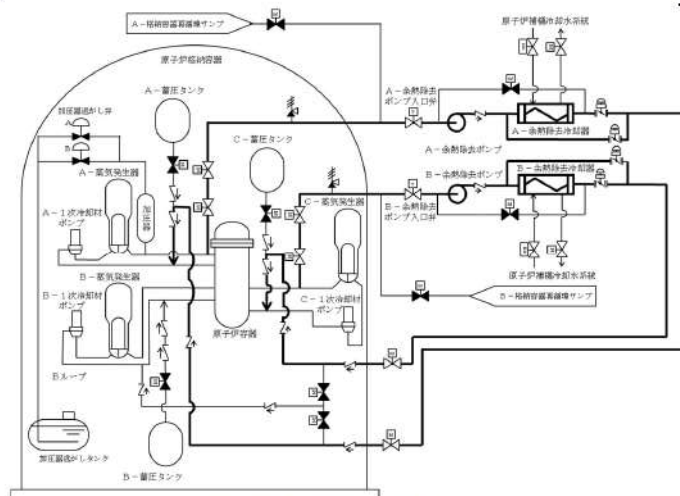 A－格納容器再循環サンプ
原子炉補機冷却水系統
原子炉格納容器
A－蓄圧タンク
加圧器逃がし弁
A
B
A－余熱除去
ポンプ入口弁
A－余熱除去冷却器
C－蓄圧タンク
A－余熱除去ポンプ
A－蒸気発生器
B－余熱除去ポンプ
B－余熱除去冷却器
加圧器
C－蒸気発生器
B－余熱除去
ポンプ入口弁
A－1次冷却材
ポンプ
B－蒸気発生器
原子炉補機冷却水系統
B－1次冷却材
ポンプ
C－1次冷却材
ポンプ
B－格納容器再循環サンプ
原子炉容器
Bループ
加圧器逃がしタンク
B－蓄圧タンク